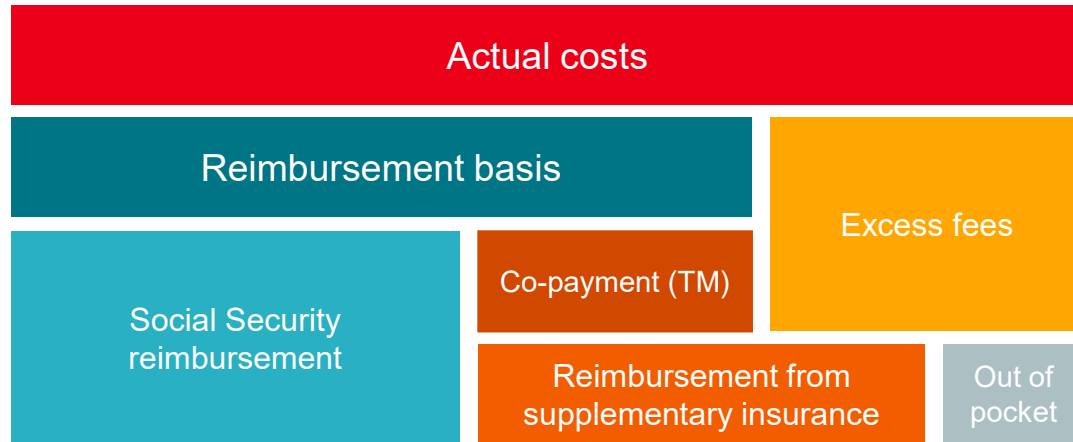 Actual costs
Reimbursement basis
Excess fees
Social Security
reimbursement
Co-payment (TM)
Reimbursement from
supplementary insurance
Out of
pocket